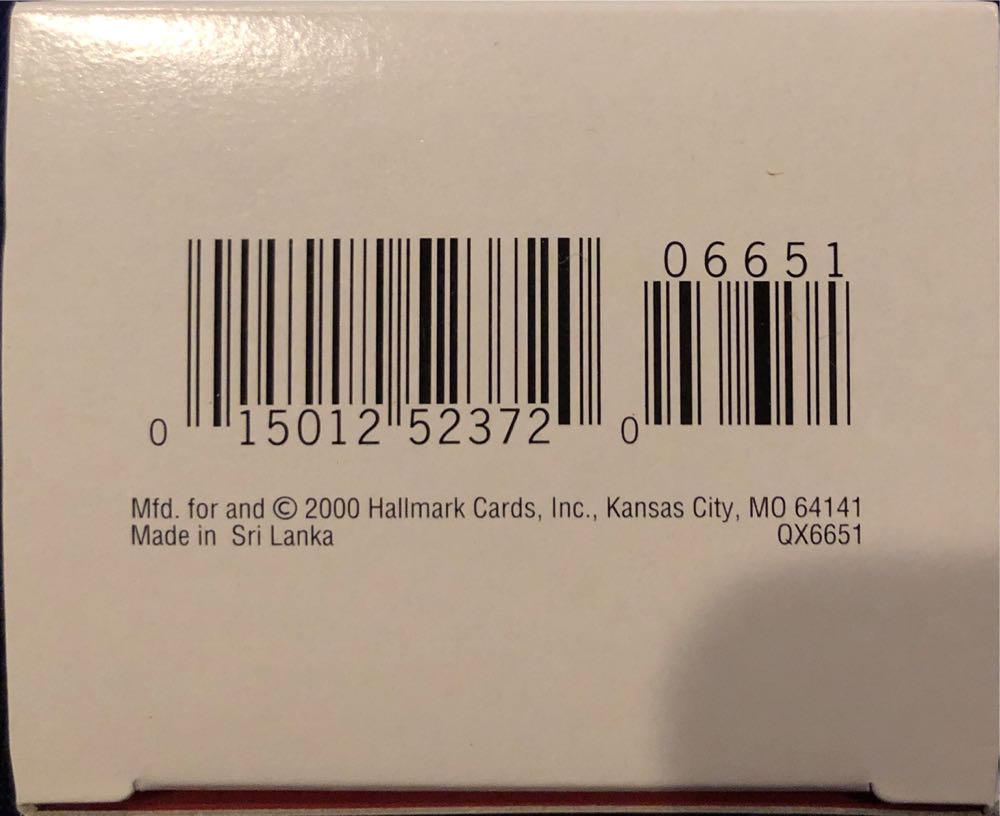 06651
0 15012 52372 0
Mfd. for and © 2000 Hallmark Cards, Inc., Kansas City, MO 64141
Made in Sri Lanka QX6651